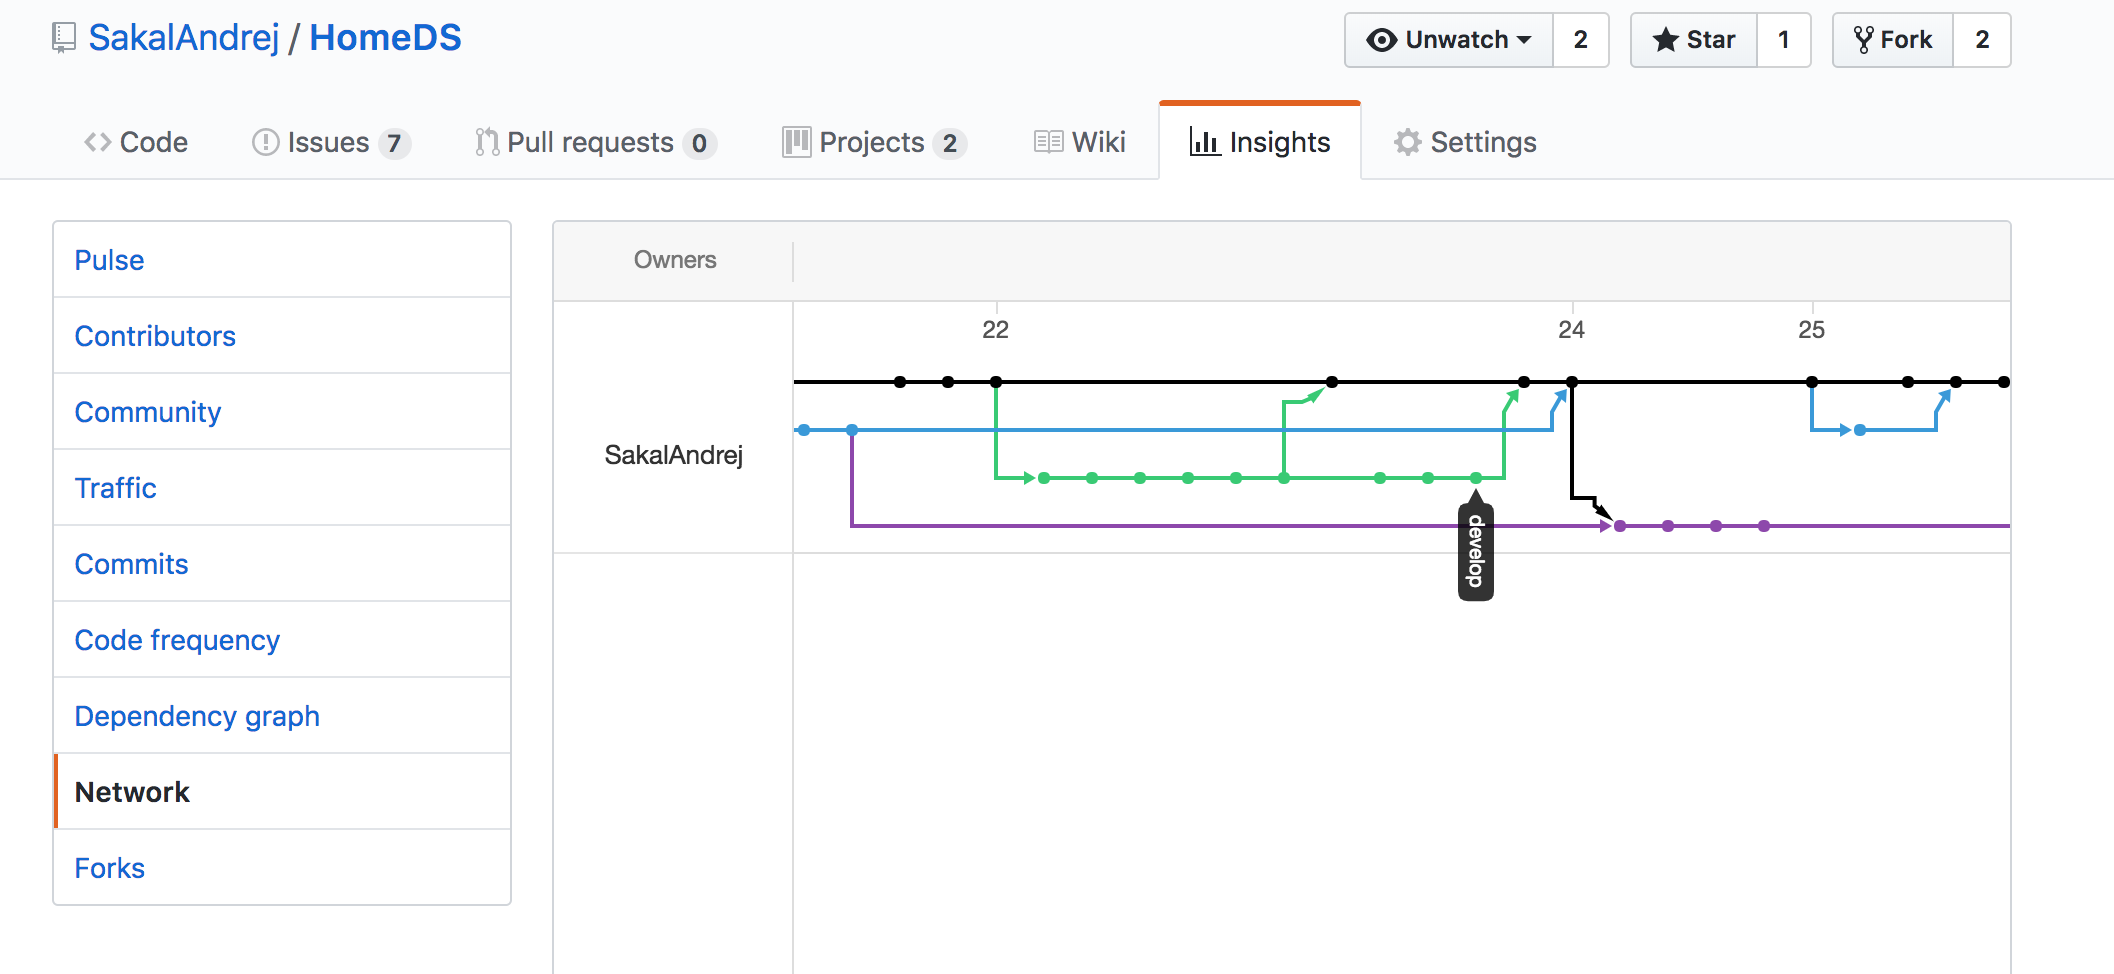 SakalAndrej / HomeDS
Unwatch 2
Star 1
Fork 2
Code
Issues 7
Pull requests 0
Projects 2
Wiki
Insights
Settings
Pulse
Contributors
Community
Traffic
Commits
Code frequency
Dependency graph
Network
Forks
Owners
22 24 25
SakalAndrej
develop